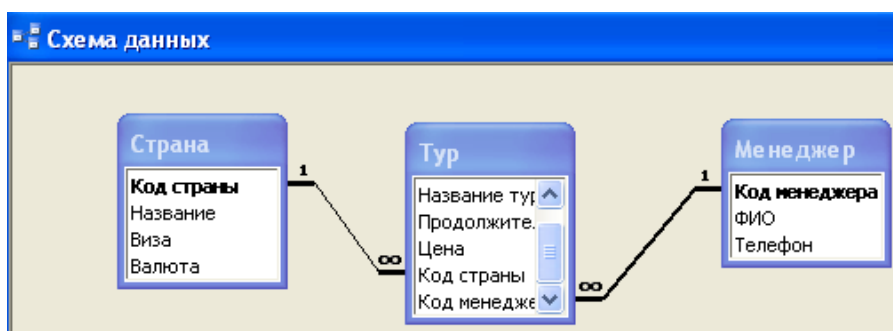 Схема данных
Страна
Код страны
Название
Виза
Валюта
1
∞
Тур
Название тур
Продолжите.
Цена
Код страны
Код менедже
∞
1
Менеджер
Код менеджера
ФИО
Телефон